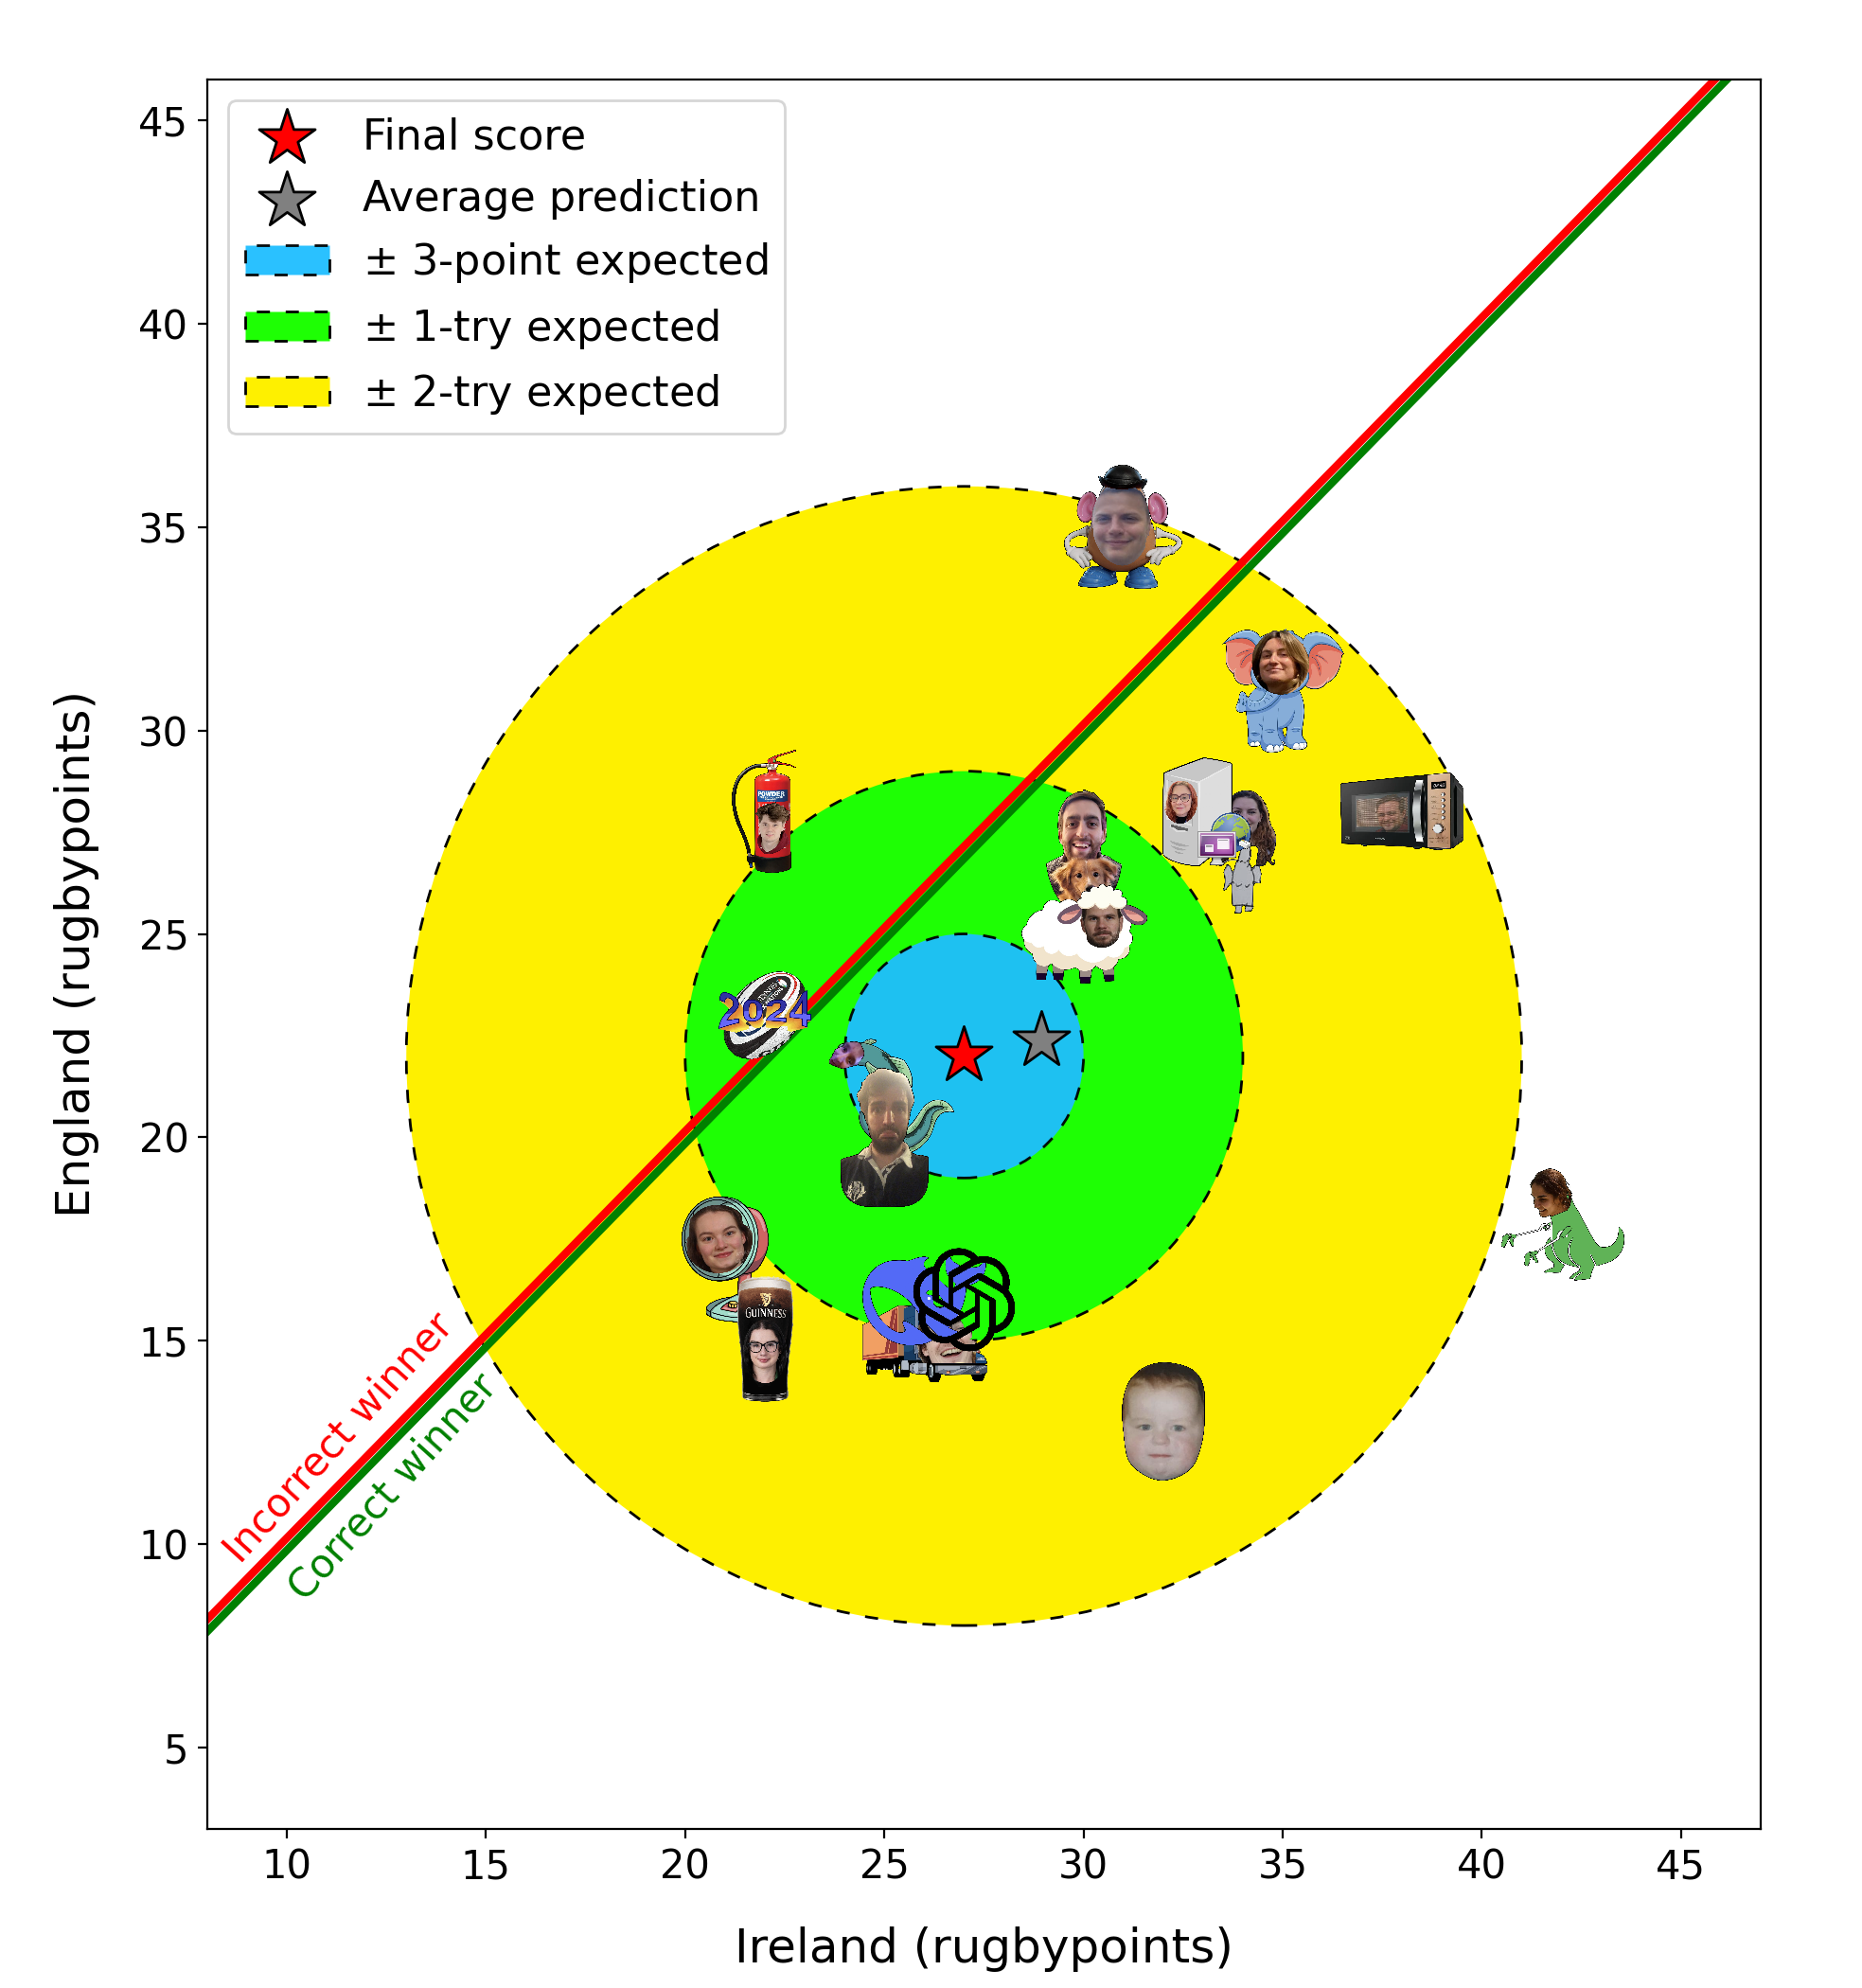 Final score
Average prediction
± 3-point expected
± 1-try expected
± 2-try expected
45
40
35
30
25
20
15
10
5
England (rugbypoints)
POWDER
2024
GUINNESS
Incorrect winner
Correct winner
10
15
20
25
30
35
40
45
Ireland (rugbypoints)